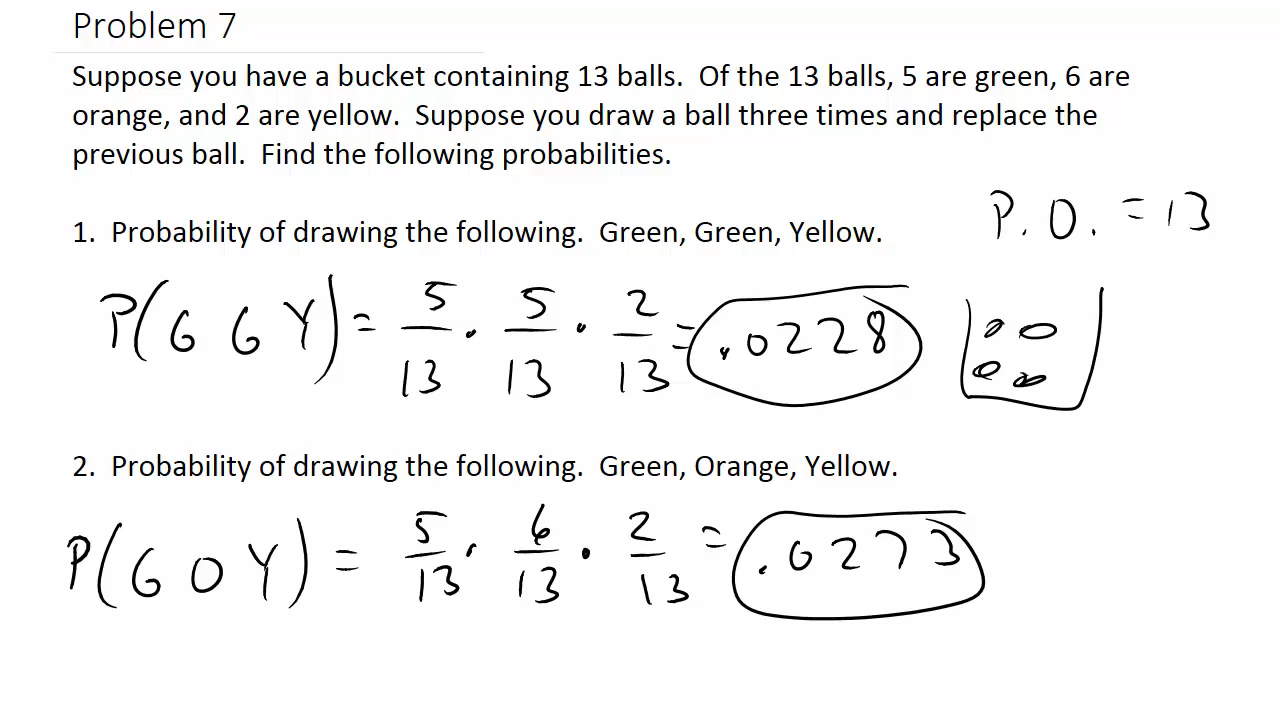 Problem 7
Suppose you have a bucket containing 13 balls. Of the 13 balls, 5 are green, 6 are
orange, and 2 are yellow. Suppose you draw a ball three times and replace the
previous ball. Find the following probabilities.
P. O. = 13
1. Probability of drawing the following. Green, Green, Yellow.
P(G G Y) = 5/13 · 5/13 · 2/13 = .0228
2. Probability of drawing the following. Green, Orange, Yellow.
P(G O Y) = 5/13 · 6/13 · 2/13 = .0273